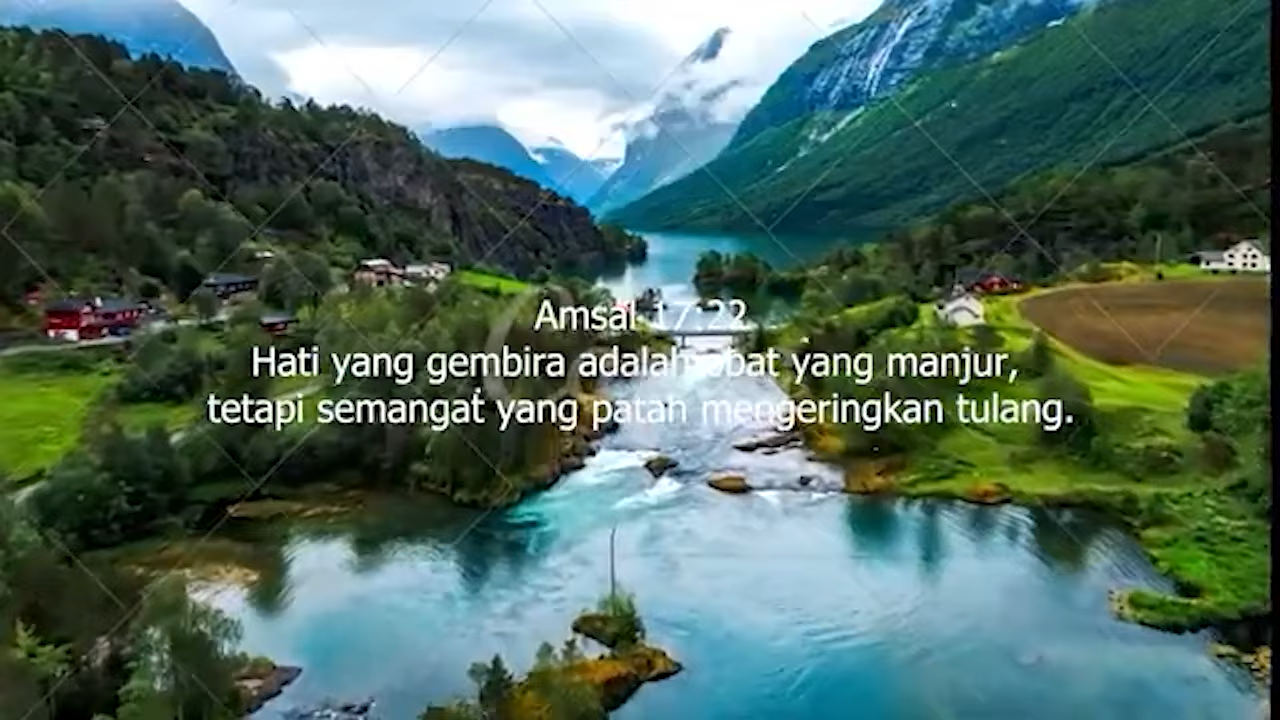 Amsal 17:22
Hati yang gembira adalah obat yang manjur,
tetapi semangat yang patah mengeringkan tulang.